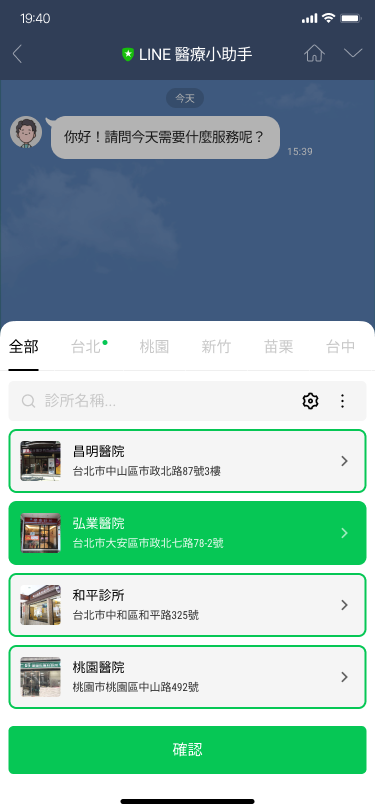 19:40
LINE 醫療小助手
今天
你好！請問今天需要什麼服務呢？
15:39
全部
台北
桃園
新竹
苗栗
台中
診所名稱...
昌明醫院
台北市中山區市政北路87號3樓
弘業醫院
台北市大安區市政北七路78-2號
和平診所
台北市中和區和平路325號
桃園醫院
桃園市桃園區中山路492號
確認